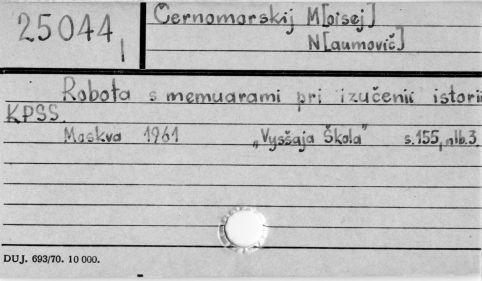 25044
I
Černomorskij M[oisej]
N[aumovič]
Robota s memuarami pri izučenii istorii
KPSS.
Moskva 1961 „Vysšaja Škola" s.155, nlb.3.
DUJ. 693/70. 10 000.